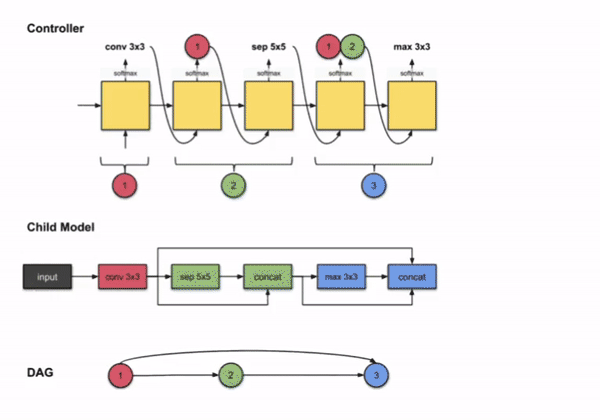 Controller
conv 3x3 1 sep 5x5 1 2 max 3x3
softmax softmax softmax softmax softmax
1 2 3
Child Model
input conv 3x3 sep 5x5 concat max 3x3 concat
DAG 1 2 3